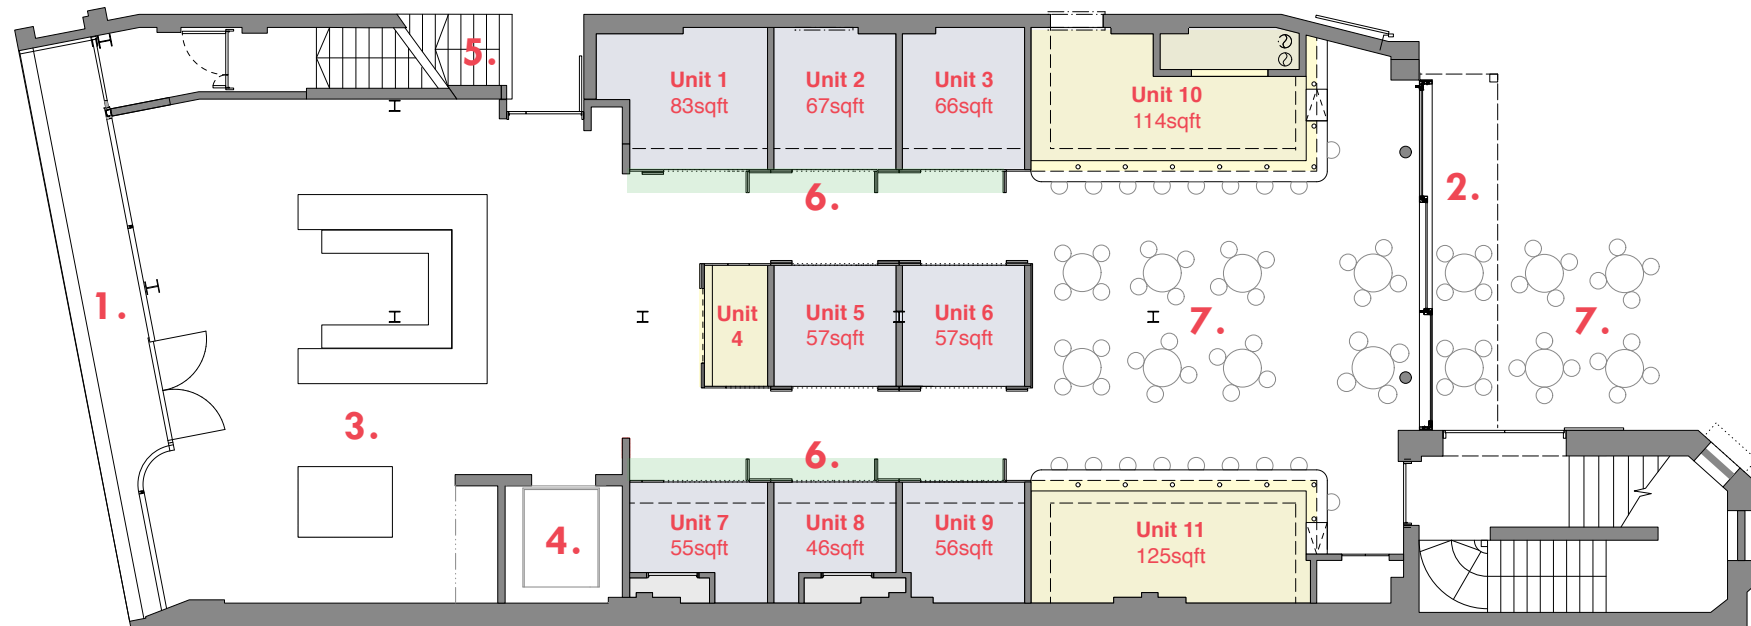 5.
Unit 1
83sqft
Unit 2
67sqft
Unit 3
66sqft
Unit 10
114sqft
6.
2.
1.
Unit
4
Unit 5
57sqft
Unit 6
57sqft
7.
7.
3.
6.
4.
Unit 7
55sqft
Unit 8
46sqft
Unit 9
56sqft
Unit 11
125sqft